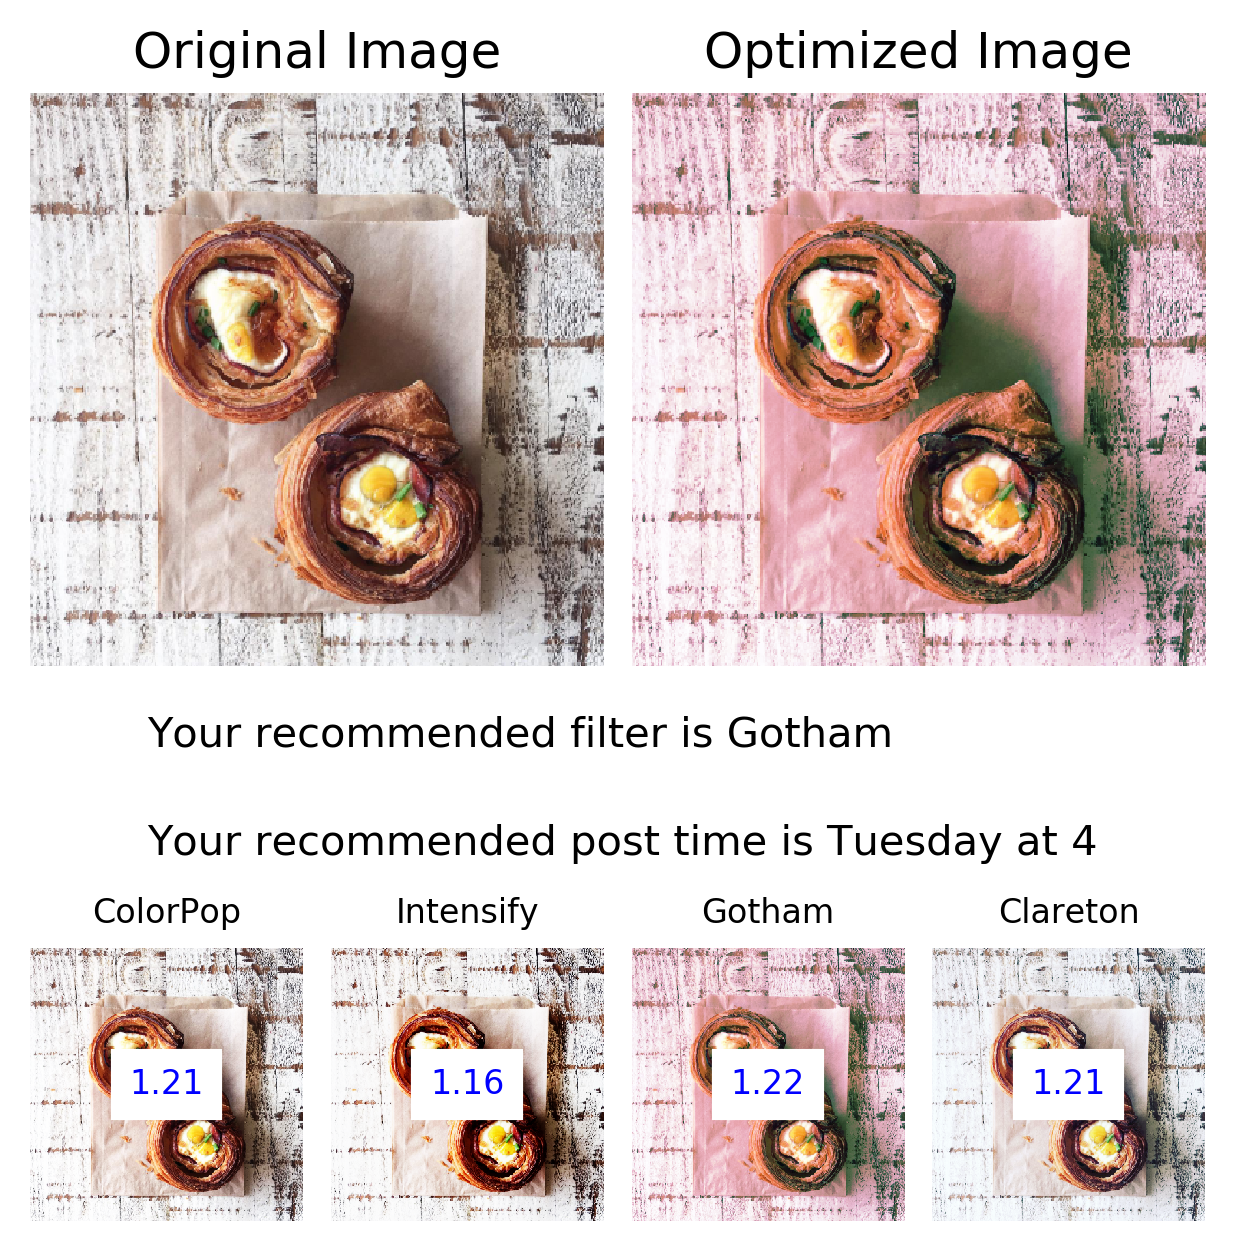 Original Image
Optimized Image
Your recommended filter is Gotham
Your recommended post time is Tuesday at 4
ColorPop
Intensify
Gotham
Clareton
1.21
1.16
1.22
1.21